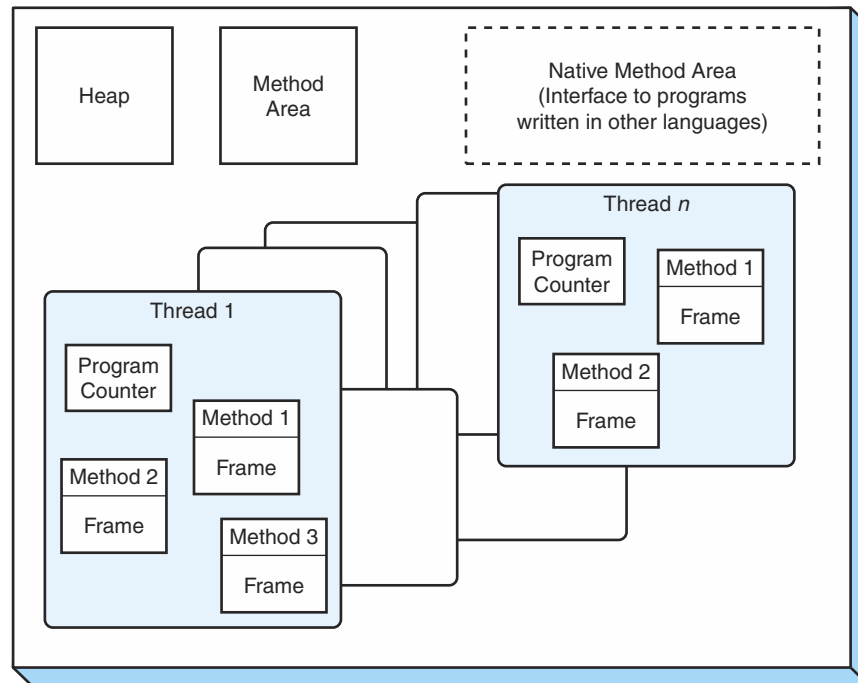 Heap
Method
Area
Native Method Area
(Interface to programs
written in other languages)
Thread n
Program
Counter
Method 1
Frame
Method 2
Frame
Thread 1
Program
Counter
Method 1
Frame
Method 2
Frame
Method 3
Frame